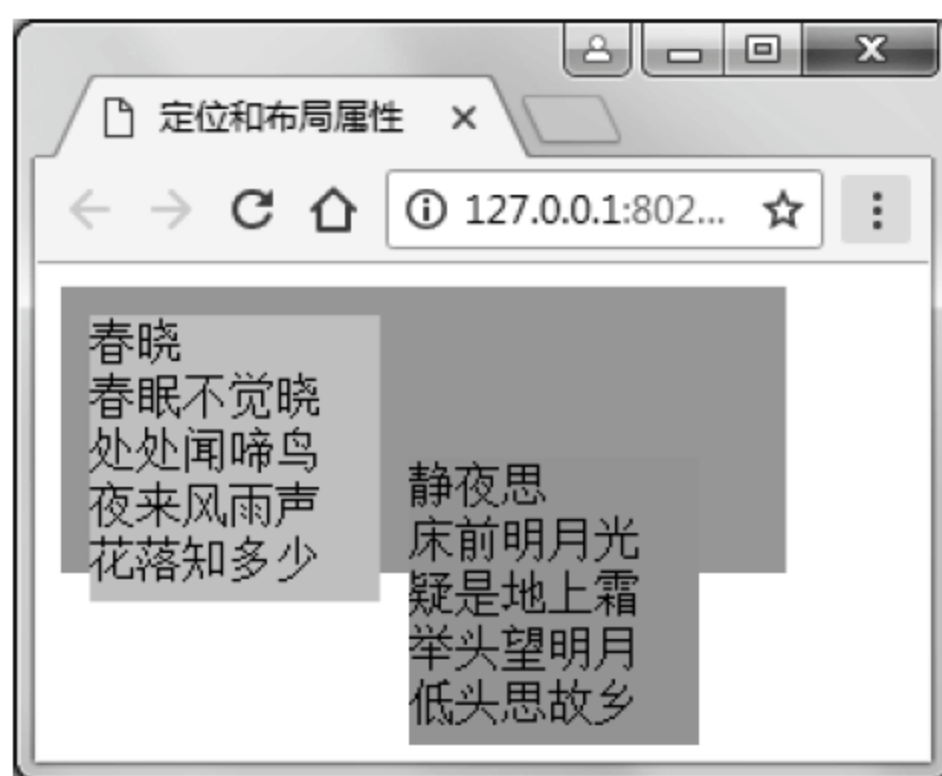 定位和布局属性
127.0.0.1:802...
春晓
春眠不觉晓
处处闻啼鸟
夜来风雨声
花落知多少
静夜思
床前明月光
疑是地上霜
举头望明月
低头思故乡